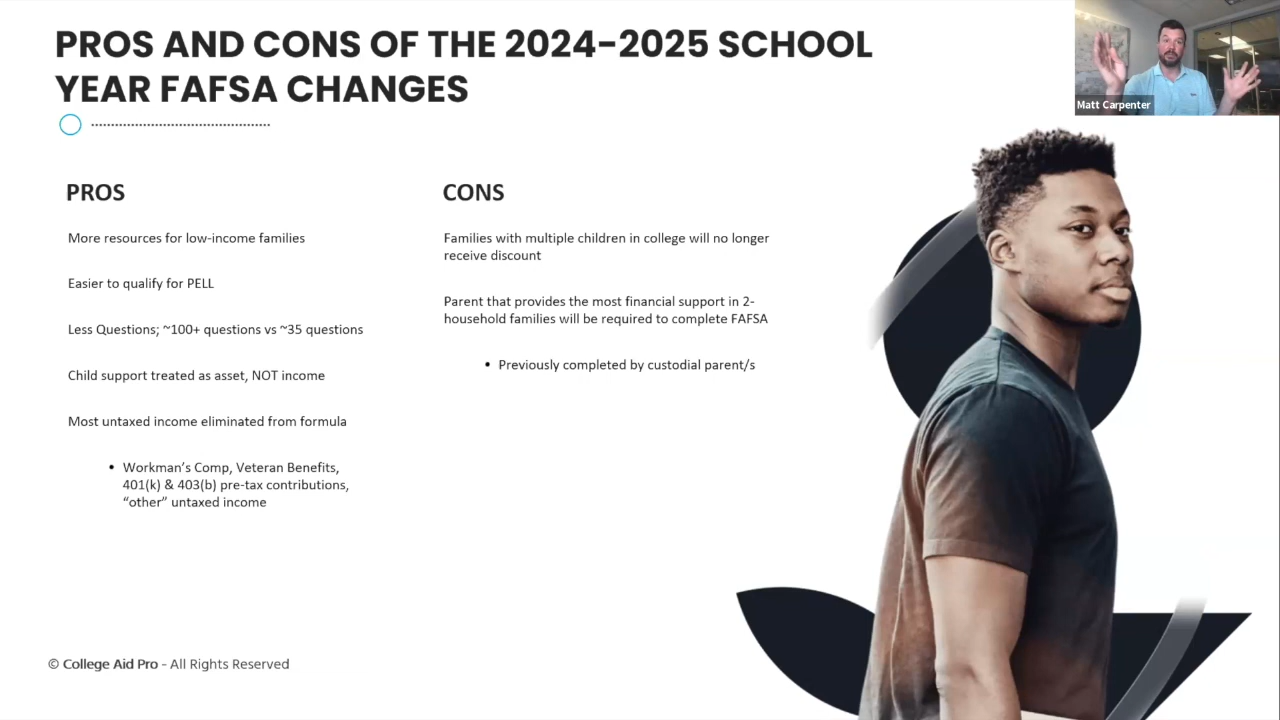 PROS AND CONS OF THE 2024-2025 SCHOOL
YEAR FAFSA CHANGES
Matt Carpenter
PROS
More resources for low-income families
Easier to qualify for PELL
Less Questions; ~100+ questions vs ~35 questions
Child support treated as asset, NOT income
Most untaxed income eliminated from formula
• Workman's Comp, Veteran Benefits,
401(k) & 403(b) pre-tax contributions,
“other” untaxed income
CONS
Families with multiple children in college will no longer
receive discount
Parent that provides the most financial support in 2-
household families will be required to complete FAFSA
• Previously completed by custodial parent/s
© College Aid Pro - All Rights Reserved